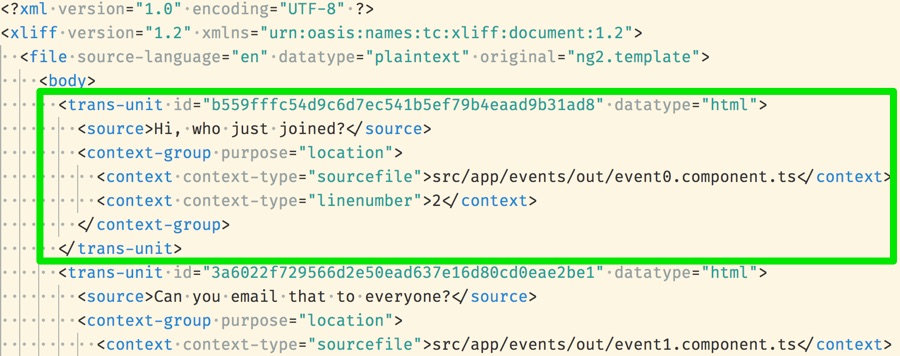 <?xml version="1.0" encoding="UTF-8" ?>
<xliff version="1.2" xmlns="urn:oasis:names:tc:xliff:document:1.2">
<file source-language="en" datatype="plaintext" original="ng2.template">
<body>
<trans-unit id="b559fffc54d9c6d7ec541b5ef79b4eaad9b31ad8" datatype="html">
<source>Hi, who just joined?</source>
<context-group purpose="location">
<context context-type="sourcefile">src/app/events/out/event0.component.ts</context>
<context context-type="linenumber">2</context>
</context-group>
</trans-unit>
<trans-unit id="3a6022f729566d2e50ead637e16d80cd0eae2be1" datatype="html">
<source>Can you email that to everyone?</source>
<context-group purpose="location">
<context context-type="sourcefile">src/app/events/out/event1.component.ts</context>